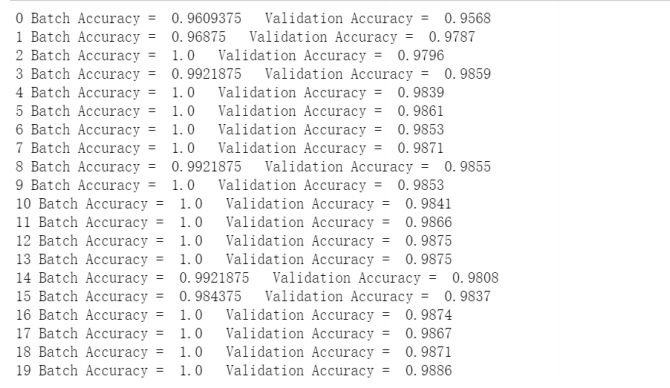 0 Batch Accuracy = 0.9609375 Validation Accuracy = 0.9568
1 Batch Accuracy = 0.96875 Validation Accuracy = 0.9787
2 Batch Accuracy = 1.0 Validation Accuracy = 0.9796
3 Batch Accuracy = 0.9921875 Validation Accuracy = 0.9859
4 Batch Accuracy = 1.0 Validation Accuracy = 0.9839
5 Batch Accuracy = 1.0 Validation Accuracy = 0.9861
6 Batch Accuracy = 1.0 Validation Accuracy = 0.9853
7 Batch Accuracy = 1.0 Validation Accuracy = 0.9871
8 Batch Accuracy = 0.9921875 Validation Accuracy = 0.9855
9 Batch Accuracy = 1.0 Validation Accuracy = 0.9853
10 Batch Accuracy = 1.0 Validation Accuracy = 0.9841
11 Batch Accuracy = 1.0 Validation Accuracy = 0.9866
12 Batch Accuracy = 1.0 Validation Accuracy = 0.9875
13 Batch Accuracy = 1.0 Validation Accuracy = 0.9875
14 Batch Accuracy = 0.9921875 Validation Accuracy = 0.9808
15 Batch Accuracy = 0.984375 Validation Accuracy = 0.9837
16 Batch Accuracy = 1.0 Validation Accuracy = 0.9874
17 Batch Accuracy = 1.0 Validation Accuracy = 0.9867
18 Batch Accuracy = 1.0 Validation Accuracy = 0.9871
19 Batch Accuracy = 1.0 Validation Accuracy = 0.9886